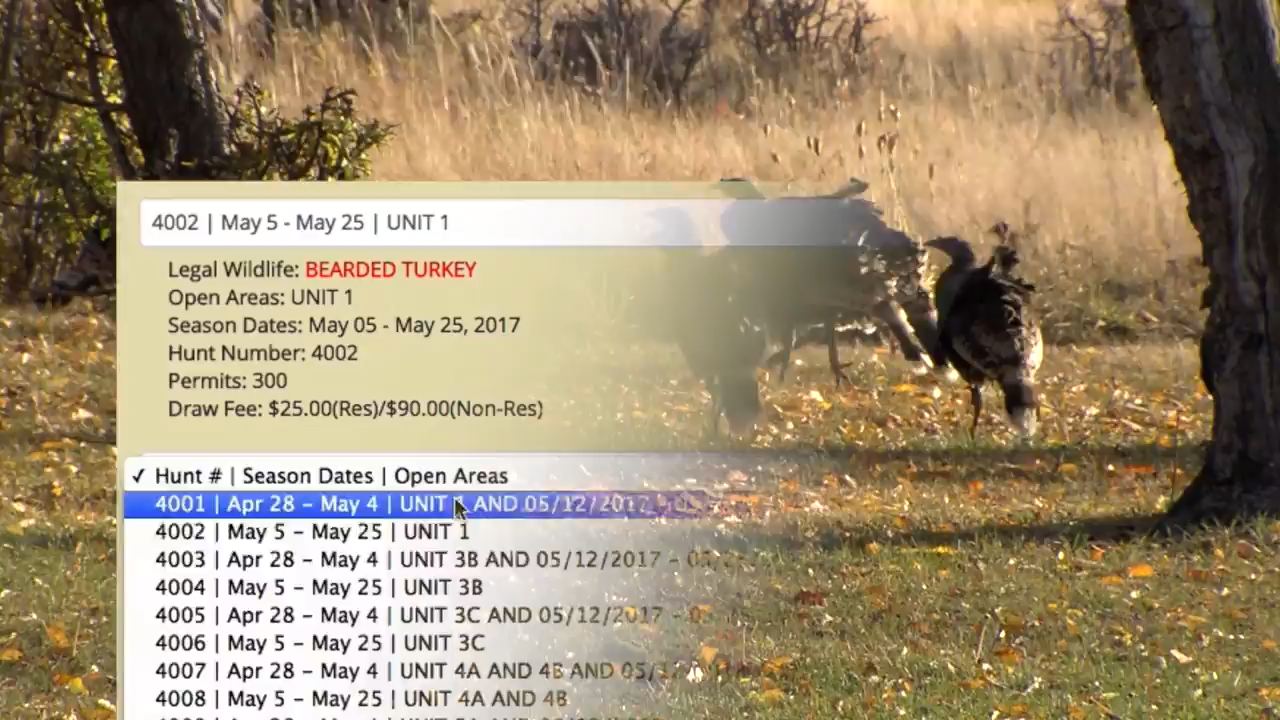 4002 | May 5 - May 25 | UNIT 1
Legal Wildlife: BEARDED TURKEY
Open Areas: UNIT 1
Season Dates: May 05 - May 25, 2017
Hunt Number: 4002
Permits: 300
Draw Fee: $25.00(Res)/$90.00(Non-Res)
✓ Hunt # | Season Dates | Open Areas
4001 | Apr 28 – May 4 | UNIT 1 AND 05/12/2017 -
4002 | May 5 – May 25 | UNIT 1
4003 | Apr 28 – May 4 | UNIT 3B AND 05/12/2017 -
4004 | May 5 – May 25 | UNIT 3B
4005 | Apr 28 – May 4 | UNIT 3C AND 05/12/2017 -
4006 | May 5 – May 25 | UNIT 3C
4007 | Apr 28 – May 4 | UNIT 4A AND 4B AND
4008 | May 5 – May 25 | UNIT 4A AND 4B